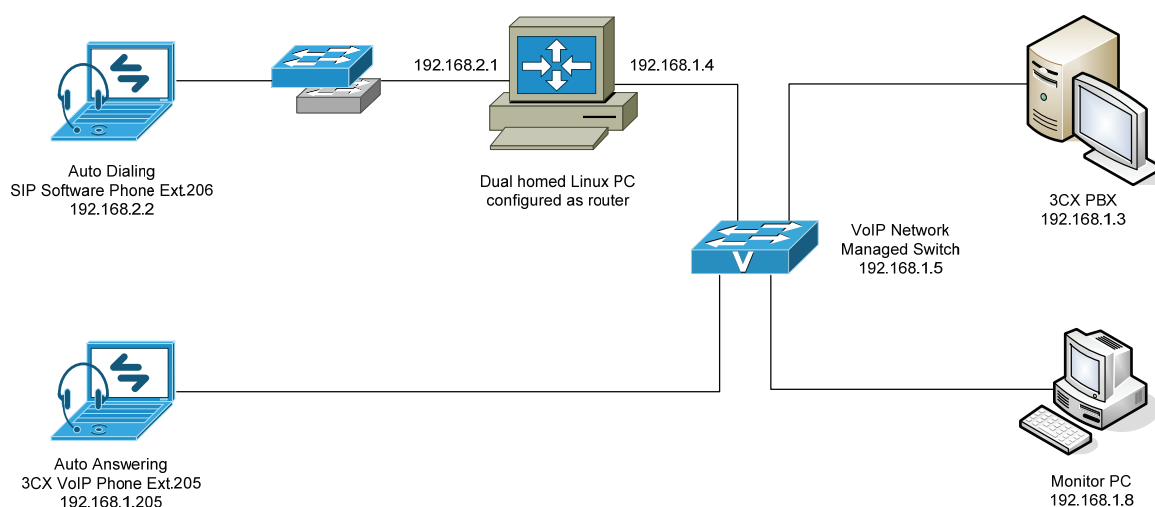 192.168.2.1
192.168.1.4
Auto Dialing
SIP Software Phone Ext.206
192.168.2.2
Dual homed Linux PC
configured as router
3CX PBX
192.168.1.3
VoIP Network
Managed Switch
192.168.1.5
V
Auto Answering
3CX VoIP Phone Ext.205
192.168.1.205
Monitor PC
192.168.1.8